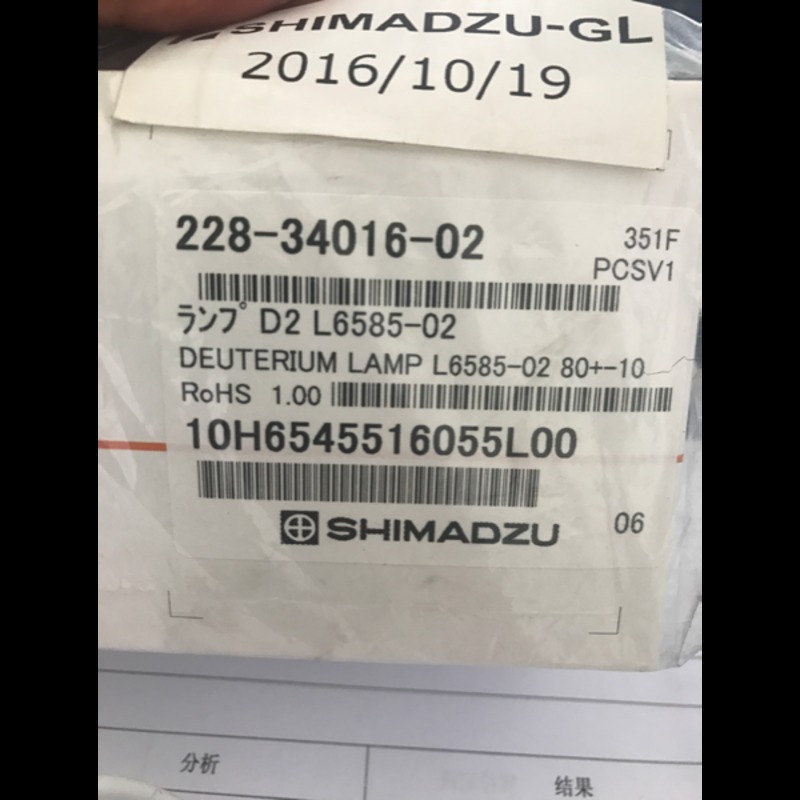 SHIMADZU-GL
2016/10/19
228-34016-02
351F
PCSV1
ランプ D2 L6585-02
DEUTERIUM LAMP L6585-02 80+-10
RoHS 1.00
10H6545516055L00
SHIMADZU
06
分析
结果